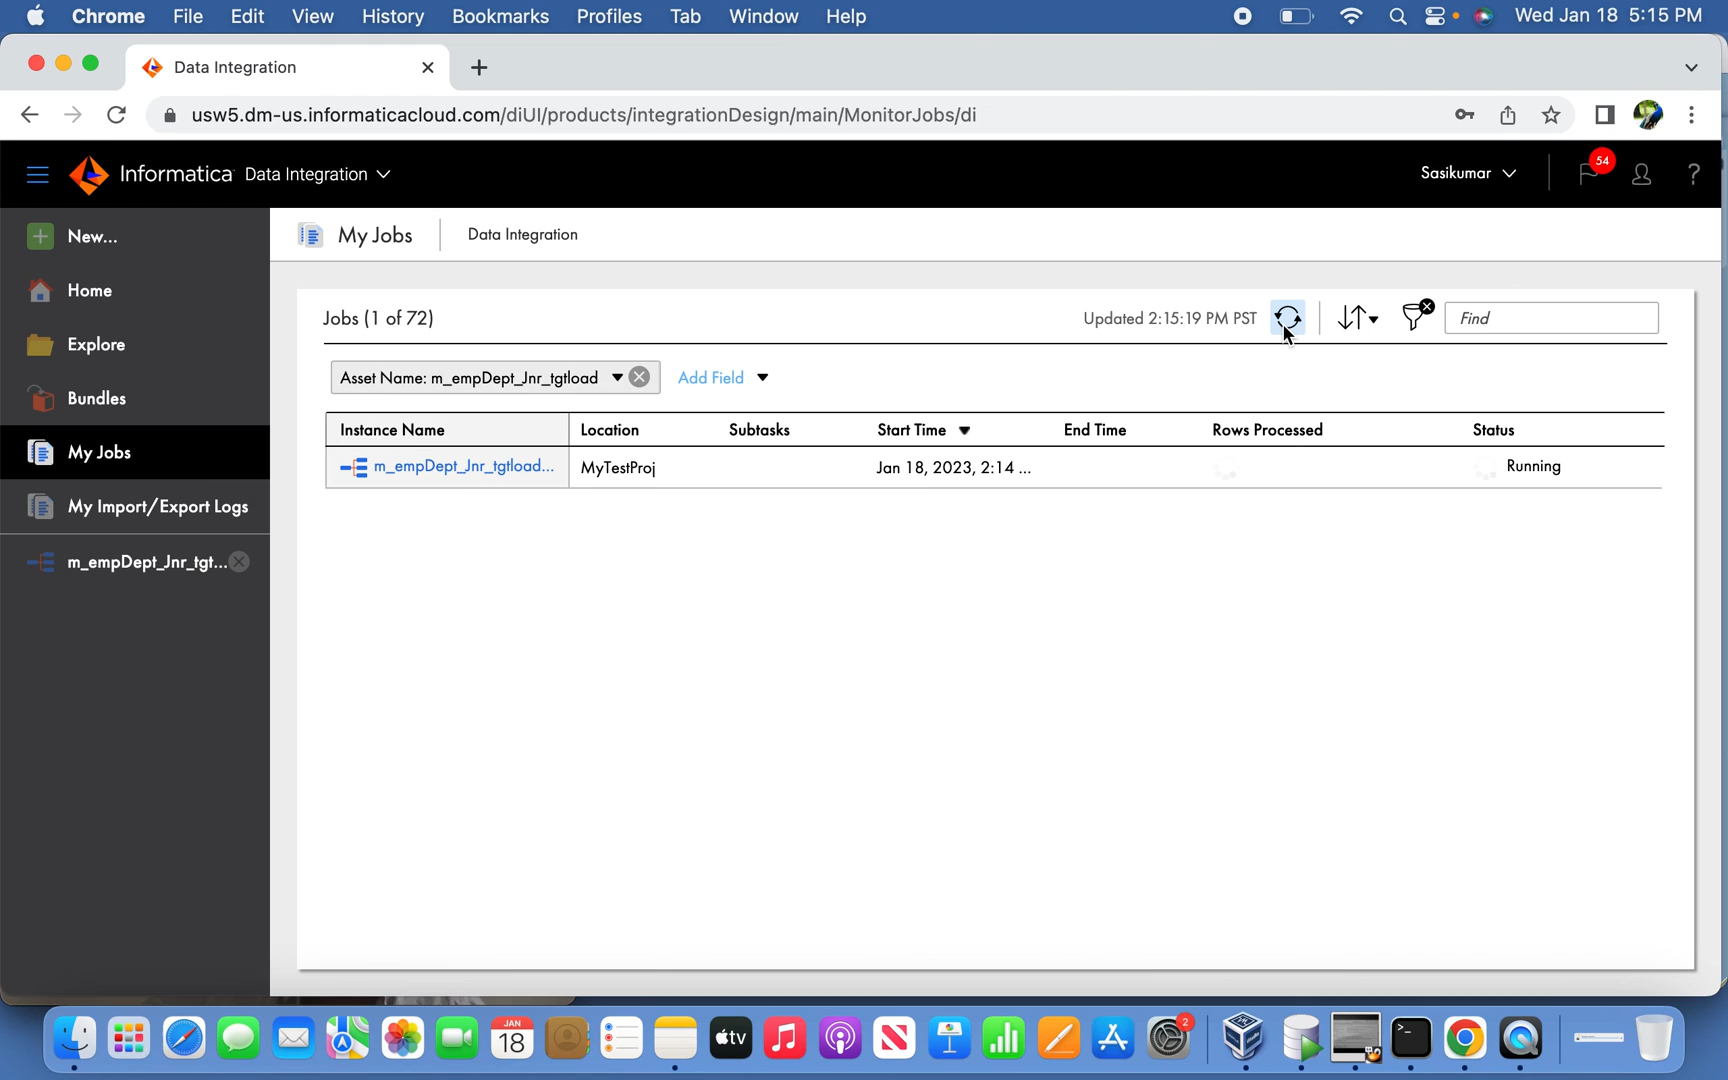 Chrome File Edit View History Bookmarks Profiles Tab Window Help Wed Jan 18 5:15 PM
Data Integration
usw5.dm-us.informaticacloud.com/diUI/products/integrationDesign/main/MonitorJobs/di
Informatica Data Integration Sasikumar 54 ?
New...
Home
Explore
Bundles
My Jobs
My Import/Export Logs
m_empDept_Jnr_tgt...
My Jobs Data Integration
Jobs (1 of 72) Updated 2:15:19 PM PST Find
Asset Name: m_empDept_Jnr_tgtload Add Field
Instance Name Location Subtasks Start Time End Time Rows Processed Status
m_empDept_Jnr_tgtload... MyTestProj Jan 18, 2023, 2:14 ... Running
JAN
18
tv
2